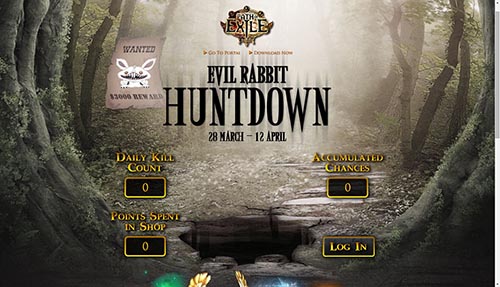 PATH OF
EXILE
Go To Portal
Download Now
WANTED
$3000 REWARD
EVIL RABBIT
HUNTDOWN
28 MARCH – 12 APRIL
Daily Kill
Count
0
Accumulated
Chances
0
Points Spent
in Shop
0
Log In